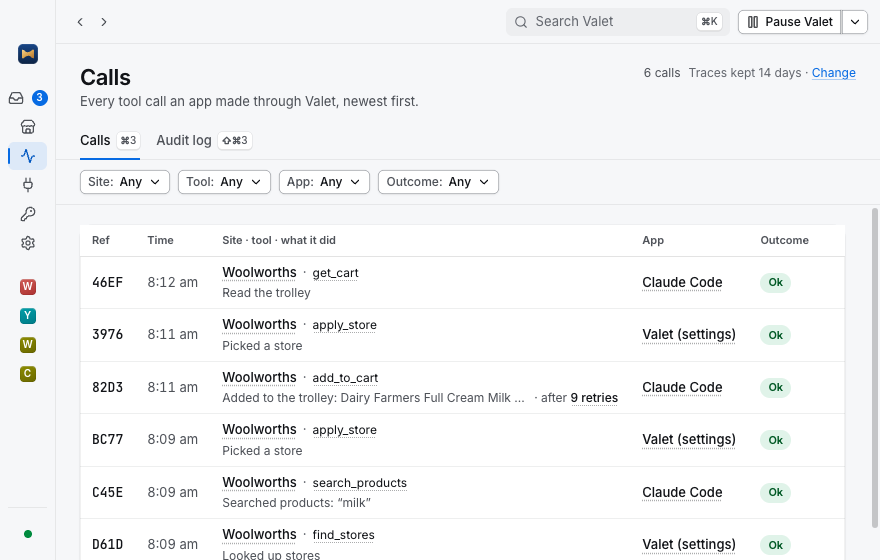 Search Valet ⌘K
Pause Valet
3
Calls
6 calls Traces kept 14 days · Change
Every tool call an app made through Valet, newest first.
Calls ⌘3 Audit log ⇧⌘3
Site: Any Tool: Any App: Any Outcome: Any
Ref Time Site · tool · what it did App Outcome
46EF 8:12 am Woolworths · get_cart Claude Code Ok
Read the trolley
3976 8:11 am Woolworths · apply_store Valet (settings) Ok
Picked a store
82D3 8:11 am Woolworths · add_to_cart Claude Code Ok
Added to the trolley: Dairy Farmers Full Cream Milk … · after 9 retries
BC77 8:09 am Woolworths · apply_store Valet (settings) Ok
Picked a store
C45E 8:09 am Woolworths · search_products Claude Code Ok
Searched products: “milk”
D61D 8:09 am Woolworths · find_stores Valet (settings) Ok
Looked up stores
W
Y
W
C